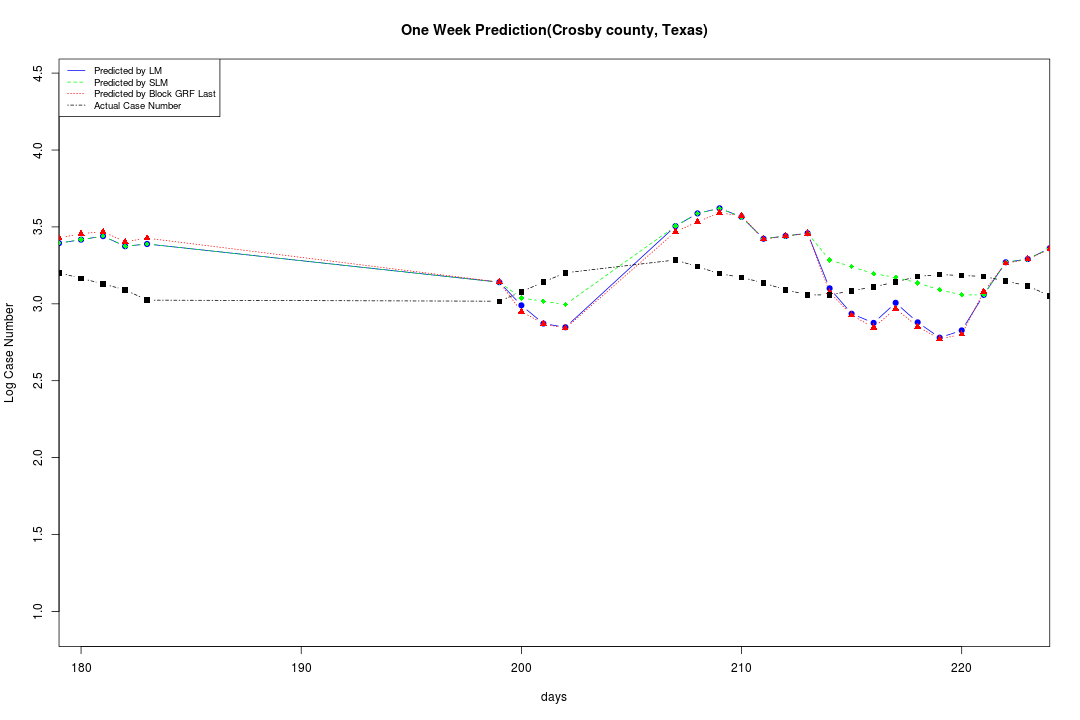 One Week Prediction(Crosby county, Texas)
Predicted by LM
Predicted by SLM
Predicted by Block GRF Last
Actual Case Number
4.5
4.0
3.5
3.0
2.5
2.0
1.5
1.0
Log Case Number
180 190 200 210 220
days